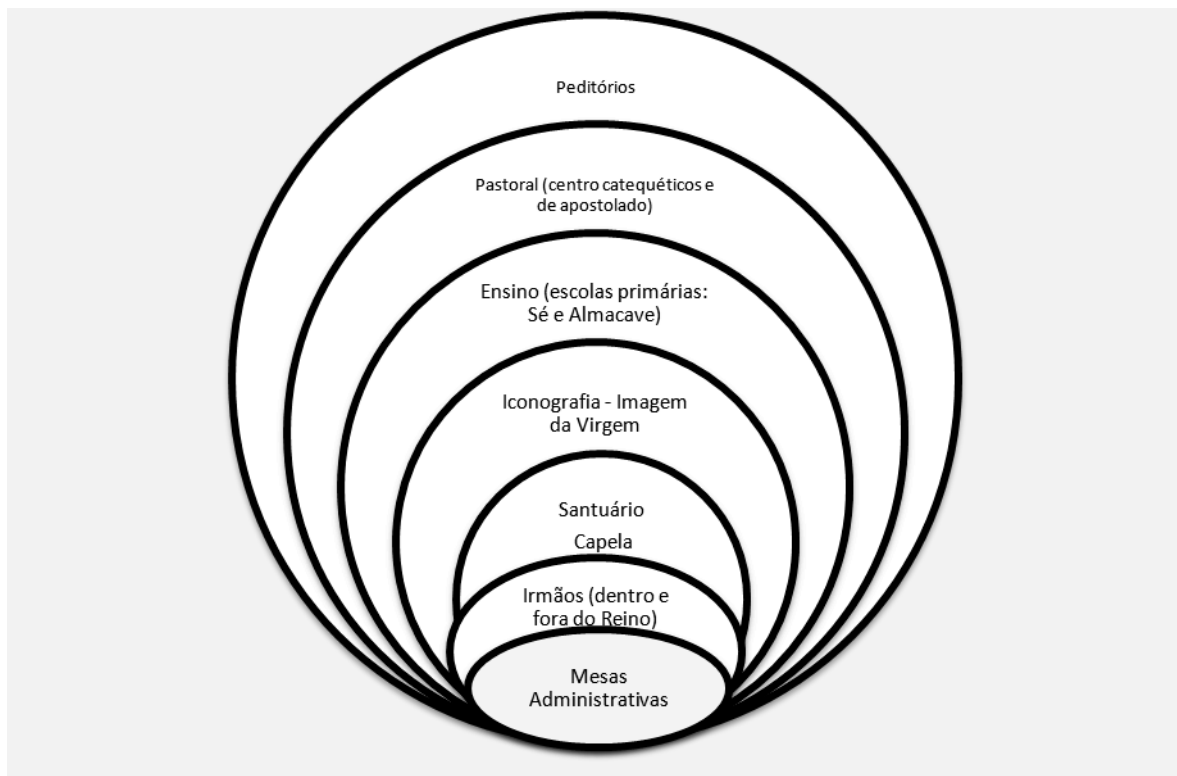 Peditórios
Pastoral (centro catequéticos e
de apostolado)
Ensino (escolas primárias:
Sé e Almacave)
Iconografia - Imagem
da Virgem
Santuário
Capela
Irmãos (dentro e
fora do Reino)
Mesas
Administrativas